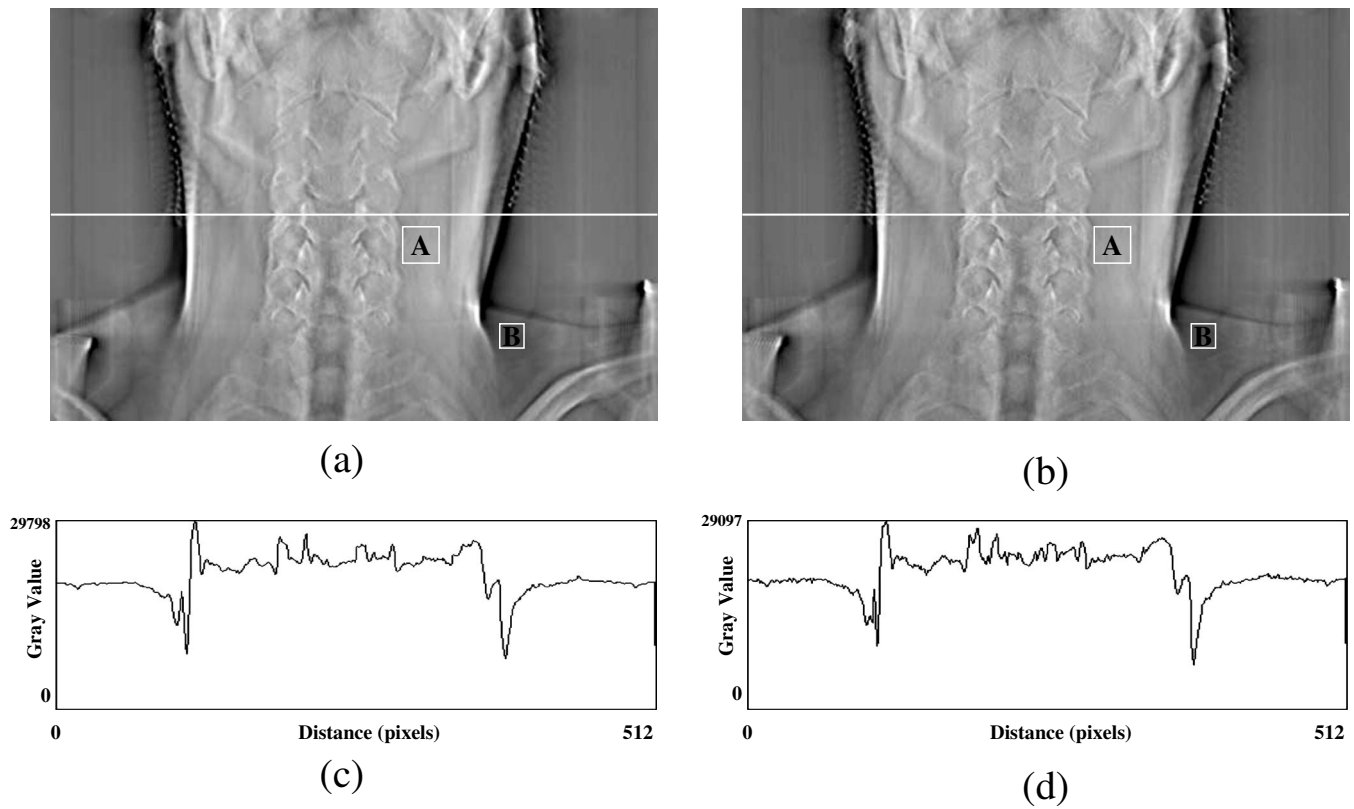 A
B
A
B
(a)
(b)
29798
Gray Value
0
0
Distance (pixels)
512
29097
Gray Value
0
0
Distance (pixels)
512
(c)
(d)